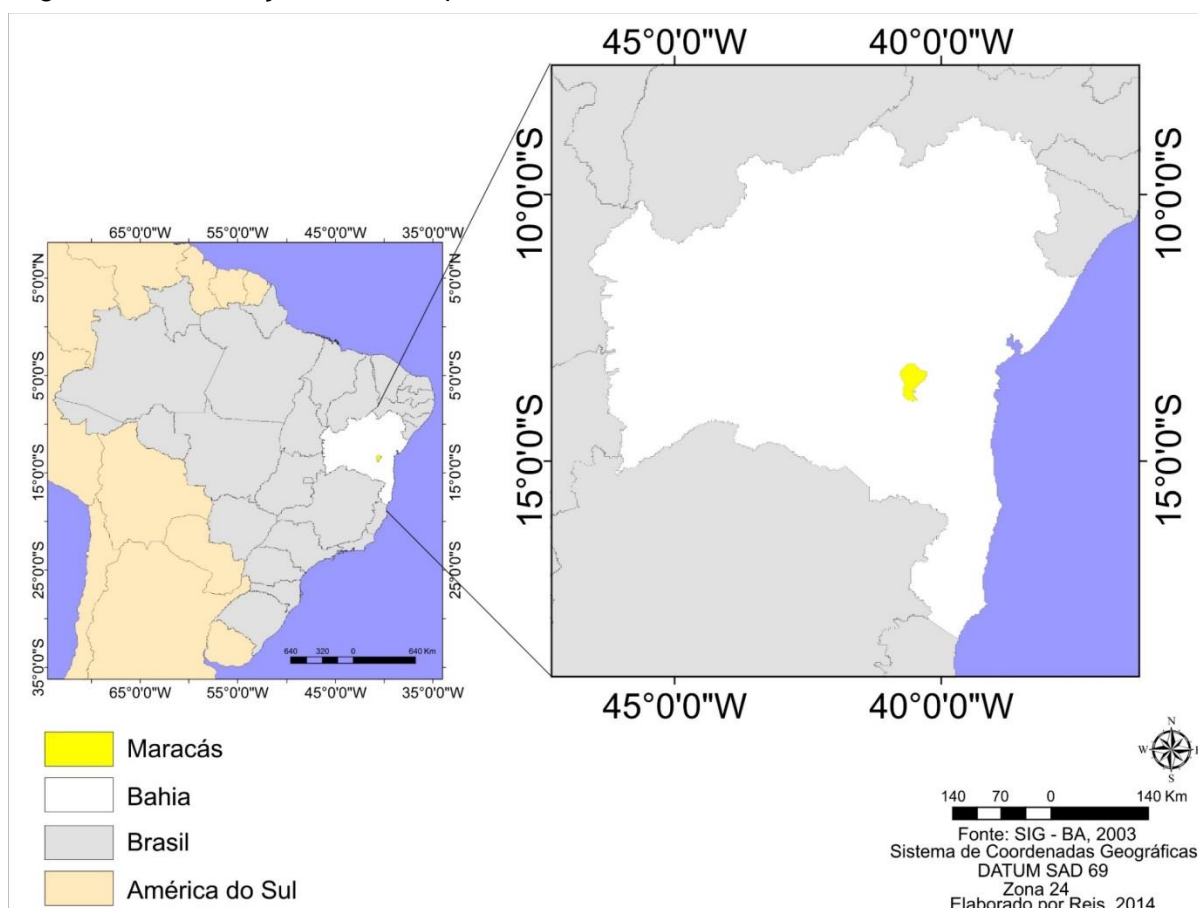 45°0'0"W 40°0'0"W
10°0'0"S
10°0'0"S
15°0'0"S
15°0'0"S
45°0'0"W 40°0'0"W
65°0'0"W 55°0'0"W 45°0'0"W 35°0'0"W
5°0'0"N
5°0'0"N
5°0'0"S
5°0'0"S
15°0'0"S
15°0'0"S
25°0'0"S
25°0'0"S
35°0'0"S
35°0'0"S
640 320 0 640 Km
65°0'0"W 55°0'0"W 45°0'0"W 35°0'0"W
Maracás
Bahia
Brasil
América do Sul
N
W E
S
140 70 0 140 Km
Fonte: SIG - BA, 2003
Sistema de Coordenadas Geográficas
DATUM SAD 69
Zona 24
Elaborado por Reis, 2014